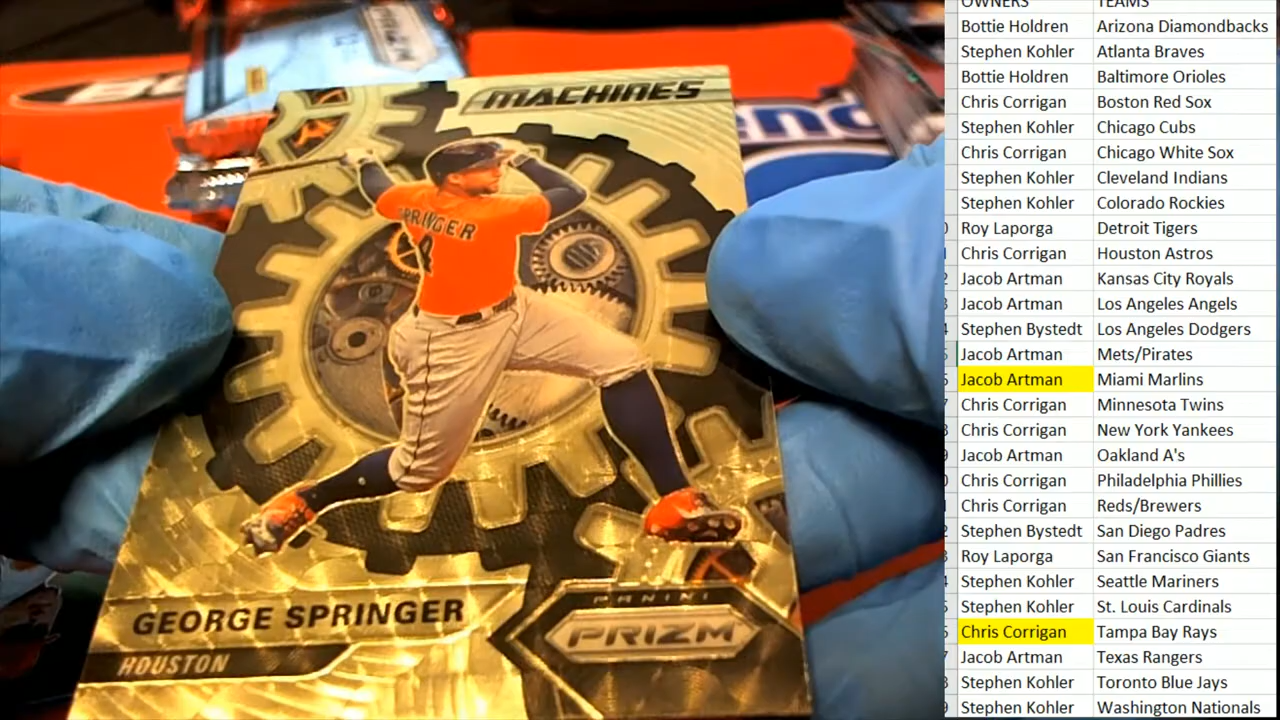 MACHINES
SPRINGER
4
GEORGE SPRINGER
HOUSTON
PANINI
PRIZM
PRIZM
end
OWNERS TEAMS
Bottie Holdren Arizona Diamondbacks
Stephen Kohler Atlanta Braves
Bottie Holdren Baltimore Orioles
Chris Corrigan Boston Red Sox
Stephen Kohler Chicago Cubs
Chris Corrigan Chicago White Sox
Stephen Kohler Cleveland Indians
Stephen Kohler Colorado Rockies
Roy Laporga Detroit Tigers
Chris Corrigan Houston Astros
Jacob Artman Kansas City Royals
Jacob Artman Los Angeles Angels
Stephen Bystedt Los Angeles Dodgers
Jacob Artman Mets/Pirates
Jacob Artman Miami Marlins
Chris Corrigan Minnesota Twins
Chris Corrigan New York Yankees
Jacob Artman Oakland A's
Chris Corrigan Philadelphia Phillies
Chris Corrigan Reds/Brewers
Stephen Bystedt San Diego Padres
Roy Laporga San Francisco Giants
Stephen Kohler Seattle Mariners
Stephen Kohler St. Louis Cardinals
Chris Corrigan Tampa Bay Rays
Jacob Artman Texas Rangers
Stephen Kohler Toronto Blue Jays
Stephen Kohler Washington Nationals